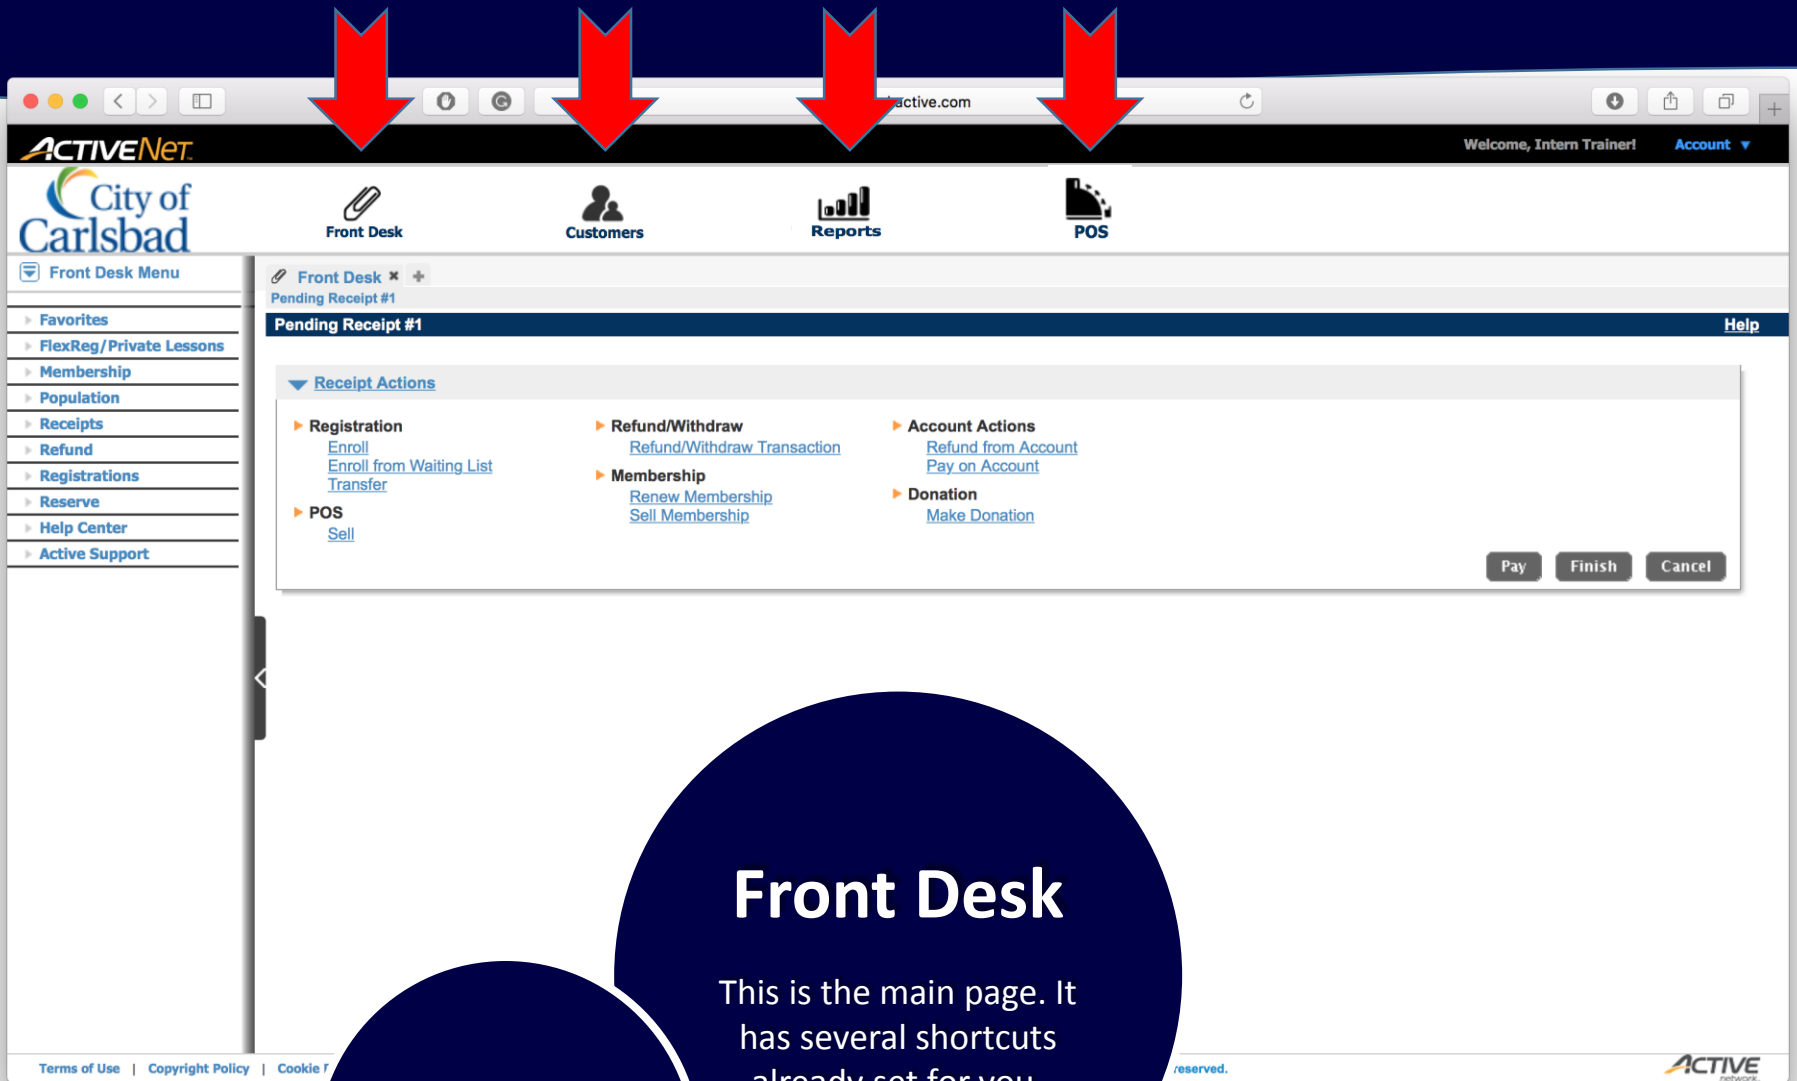 active.com
ACTIVENet
Welcome, Intern Trainer!
Account
City of
Carlsbad
Front Desk
Customers
Reports
POS
Front Desk Menu
Favorites
FlexReg/Private Lessons
Membership
Population
Receipts
Refund
Registrations
Reserve
Help Center
Active Support
Front Desk
Pending Receipt #1
Pending Receipt #1
Help
Receipt Actions
Registration
Enroll
Enroll from Waiting List
Transfer
POS
Sell
Refund/Withdraw
Refund/Withdraw Transaction
Membership
Renew Membership
Sell Membership
Account Actions
Refund from Account
Pay on Account
Donation
Make Donation
Pay
Finish
Cancel
Front Desk
This is the main page. It
has several shortcuts
already set for you
Terms of Use | Copyright Policy | Cookie
reserved.
ACTIVE
network.